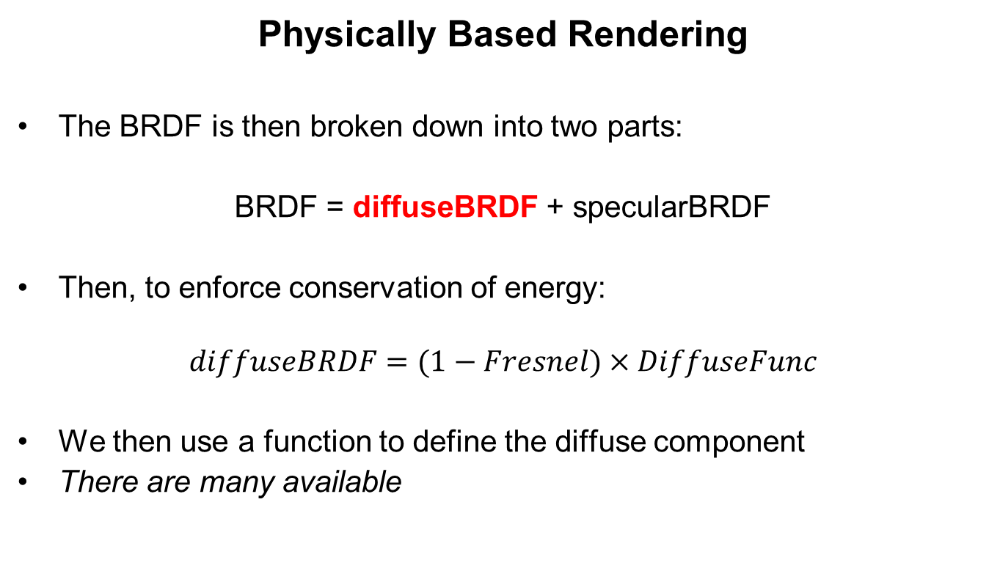 Physically Based Rendering
• The BRDF is then broken down into two parts:
BRDF = diffuseBRDF + specularBRDF
• Then, to enforce conservation of energy:
diffuseBRDF = (1 − Fresnel) × DiffuseFunc
• We then use a function to define the diffuse component
• There are many available